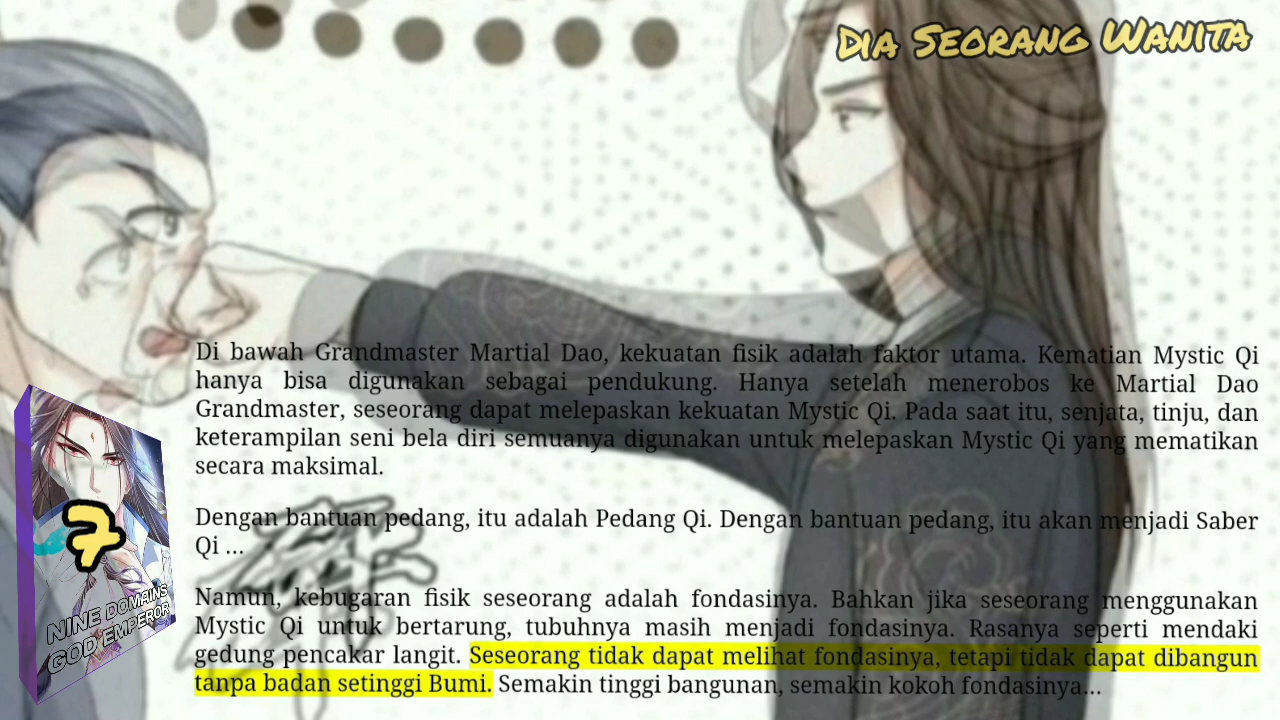 Dia Seorang Wanita
Di bawah Grandmaster Martial Dao, kekuatan fisik adalah faktor utama. Kematian Mystic Qi
hanya bisa digunakan sebagai pendukung. Hanya setelah menerobos ke Martial Dao
Grandmaster, seseorang dapat melepaskan kekuatan Mystic Qi. Pada saat itu, senjata, tinju, dan
keterampilan seni bela diri semuanya digunakan untuk melepaskan Mystic Qi yang mematikan
secara maksimal.
Dengan bantuan pedang, itu adalah Pedang Qi. Dengan bantuan pedang, itu akan menjadi Saber
Qi ...
Namun, kebugaran fisik seseorang adalah fondasinya. Bahkan jika seseorang menggunakan
Mystic Qi untuk bertarung, tubuhnya masih menjadi fondasinya. Rasanya seperti mendaki
gedung pencakar langit. Seseorang tidak dapat melihat fondasinya, tetapi tidak dapat dibangun
tanpa badan setinggi Bumi. Semakin tinggi bangunan, semakin kokoh fondasinya...
7
NINE DOMAINS
GOD EMPEROR